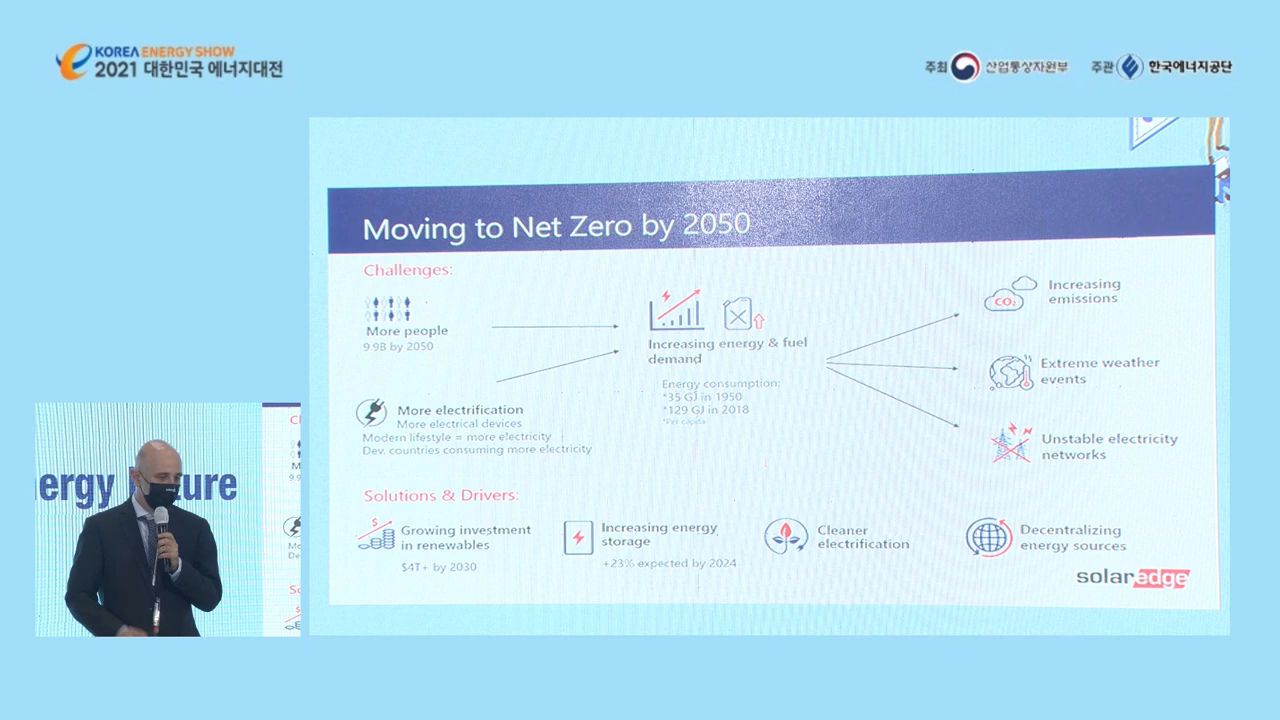 KOREA ENERGY SHOW
2021 대한민국 에너지대전
주최 산업통상자원부 주관 한국에너지공단
Moving to Net Zero by 2050
Challenges:
More people
9.9B by 2050
More electrification
More electrical devices
Modern lifestyle = more electricity
Dev. countries consuming more electricity
Increasing energy & fuel
demand
Energy consumption:
*35 GJ in 1950
*129 GJ in 2018
*Per capita
CO₂
Increasing
emissions
Extreme weather
events
Unstable electricity
networks
Solutions & Drivers:
$
Growing investment
in renewables
$4T+ by 2030
Increasing energy
storage
+23% expected by 2024
Cleaner
electrification
Decentralizing
energy sources
solaredge